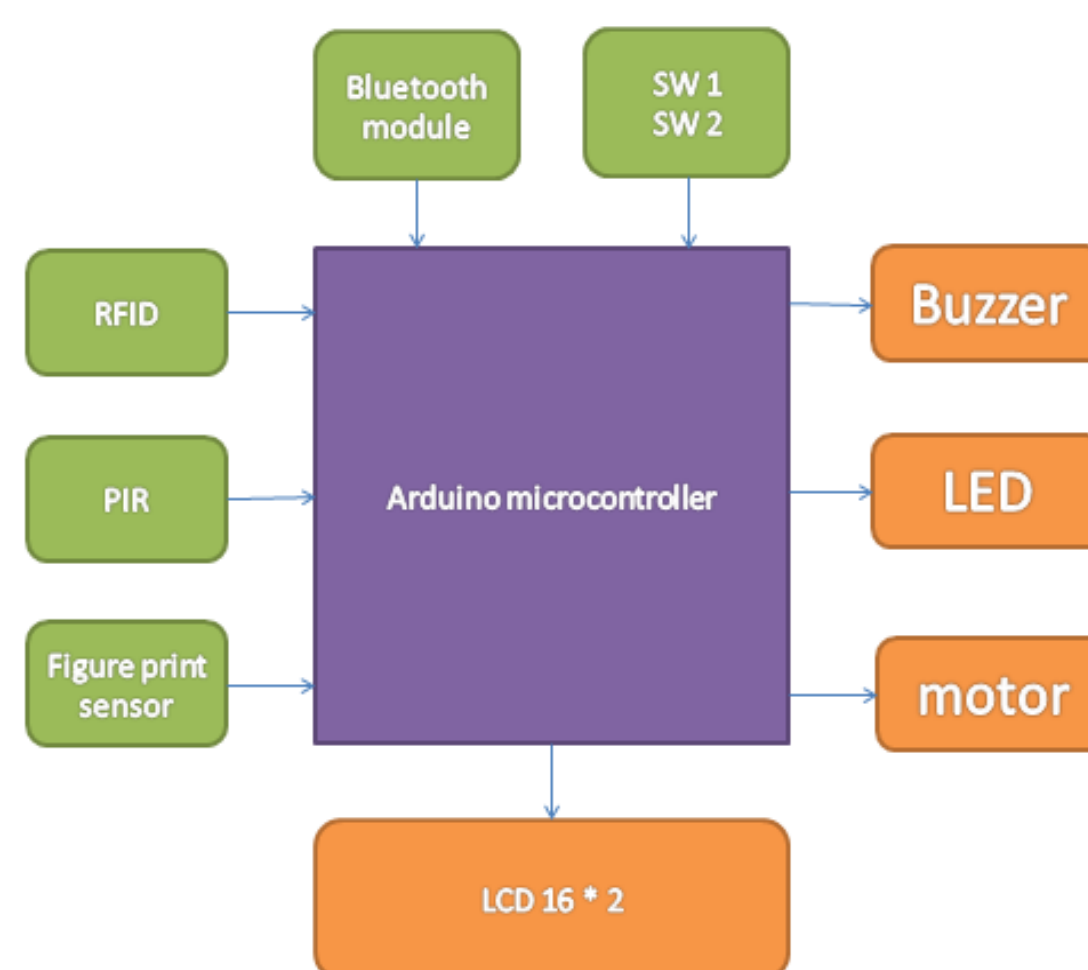 Bluetooth
module
SW 1
SW 2
RFID
Buzzer
PIR
Arduino microcontroller
LED
Figure print
sensor
motor
LCD 16 * 2